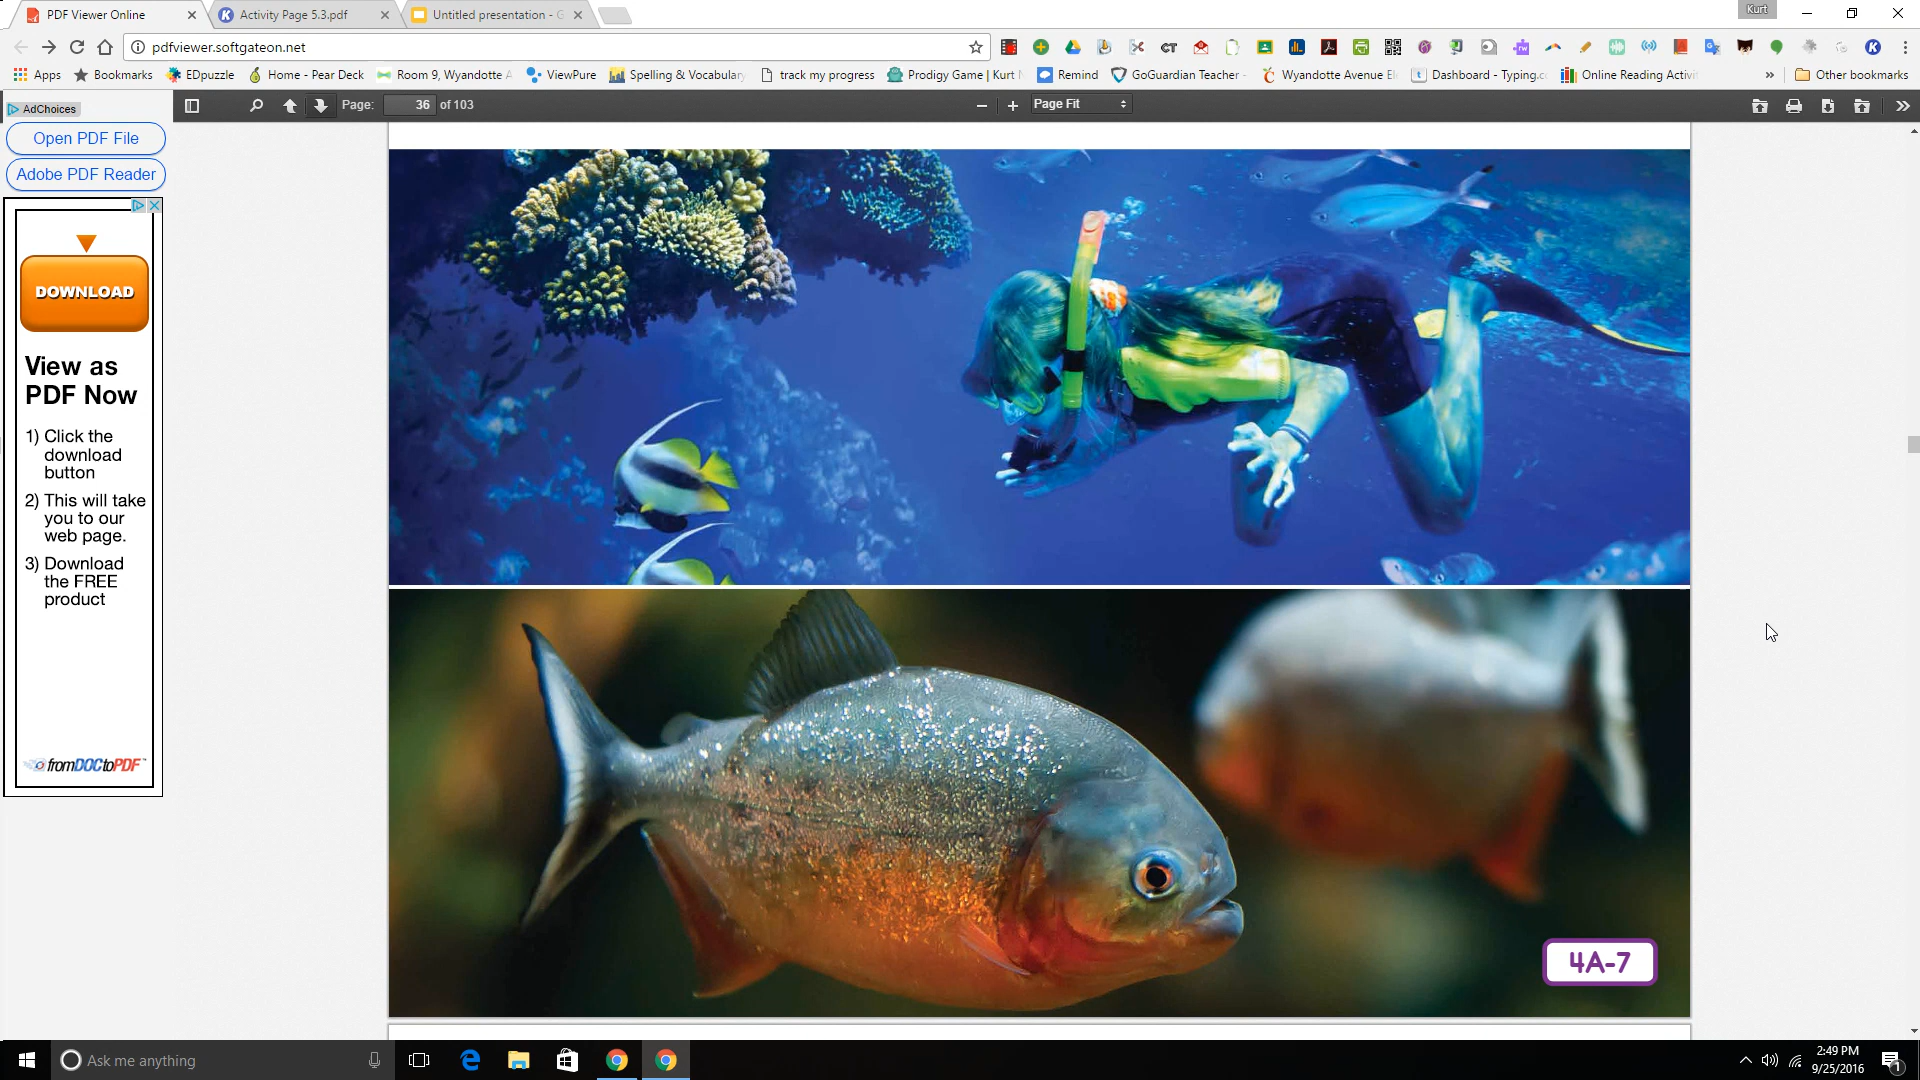 PDF Viewer Online
Activity Page 5.3.pdf
Untitled presentation - G
Kurt
pdfviewer.softgateon.net
Apps
Bookmarks
EDpuzzle
Home - Pear Deck
Room 9, Wyandotte A
ViewPure
Spelling & Vocabulary
track my progress
Prodigy Game | Kurt
Remind
GoGuardian Teacher -
Wyandotte Avenue El
Dashboard - Typing.c
Online Reading Activi
»
Other bookmarks
AdChoices
Page: 36 of 103
Page Fit
Open PDF File
Adobe PDF Reader
DOWNLOAD
View as
PDF Now
1) Click the
download
button
2) This will take
you to our
web page.
3) Download
the FREE
product
fromDOCtoPDF™
4A-7
Ask me anything
2:49 PM
9/25/2016
1